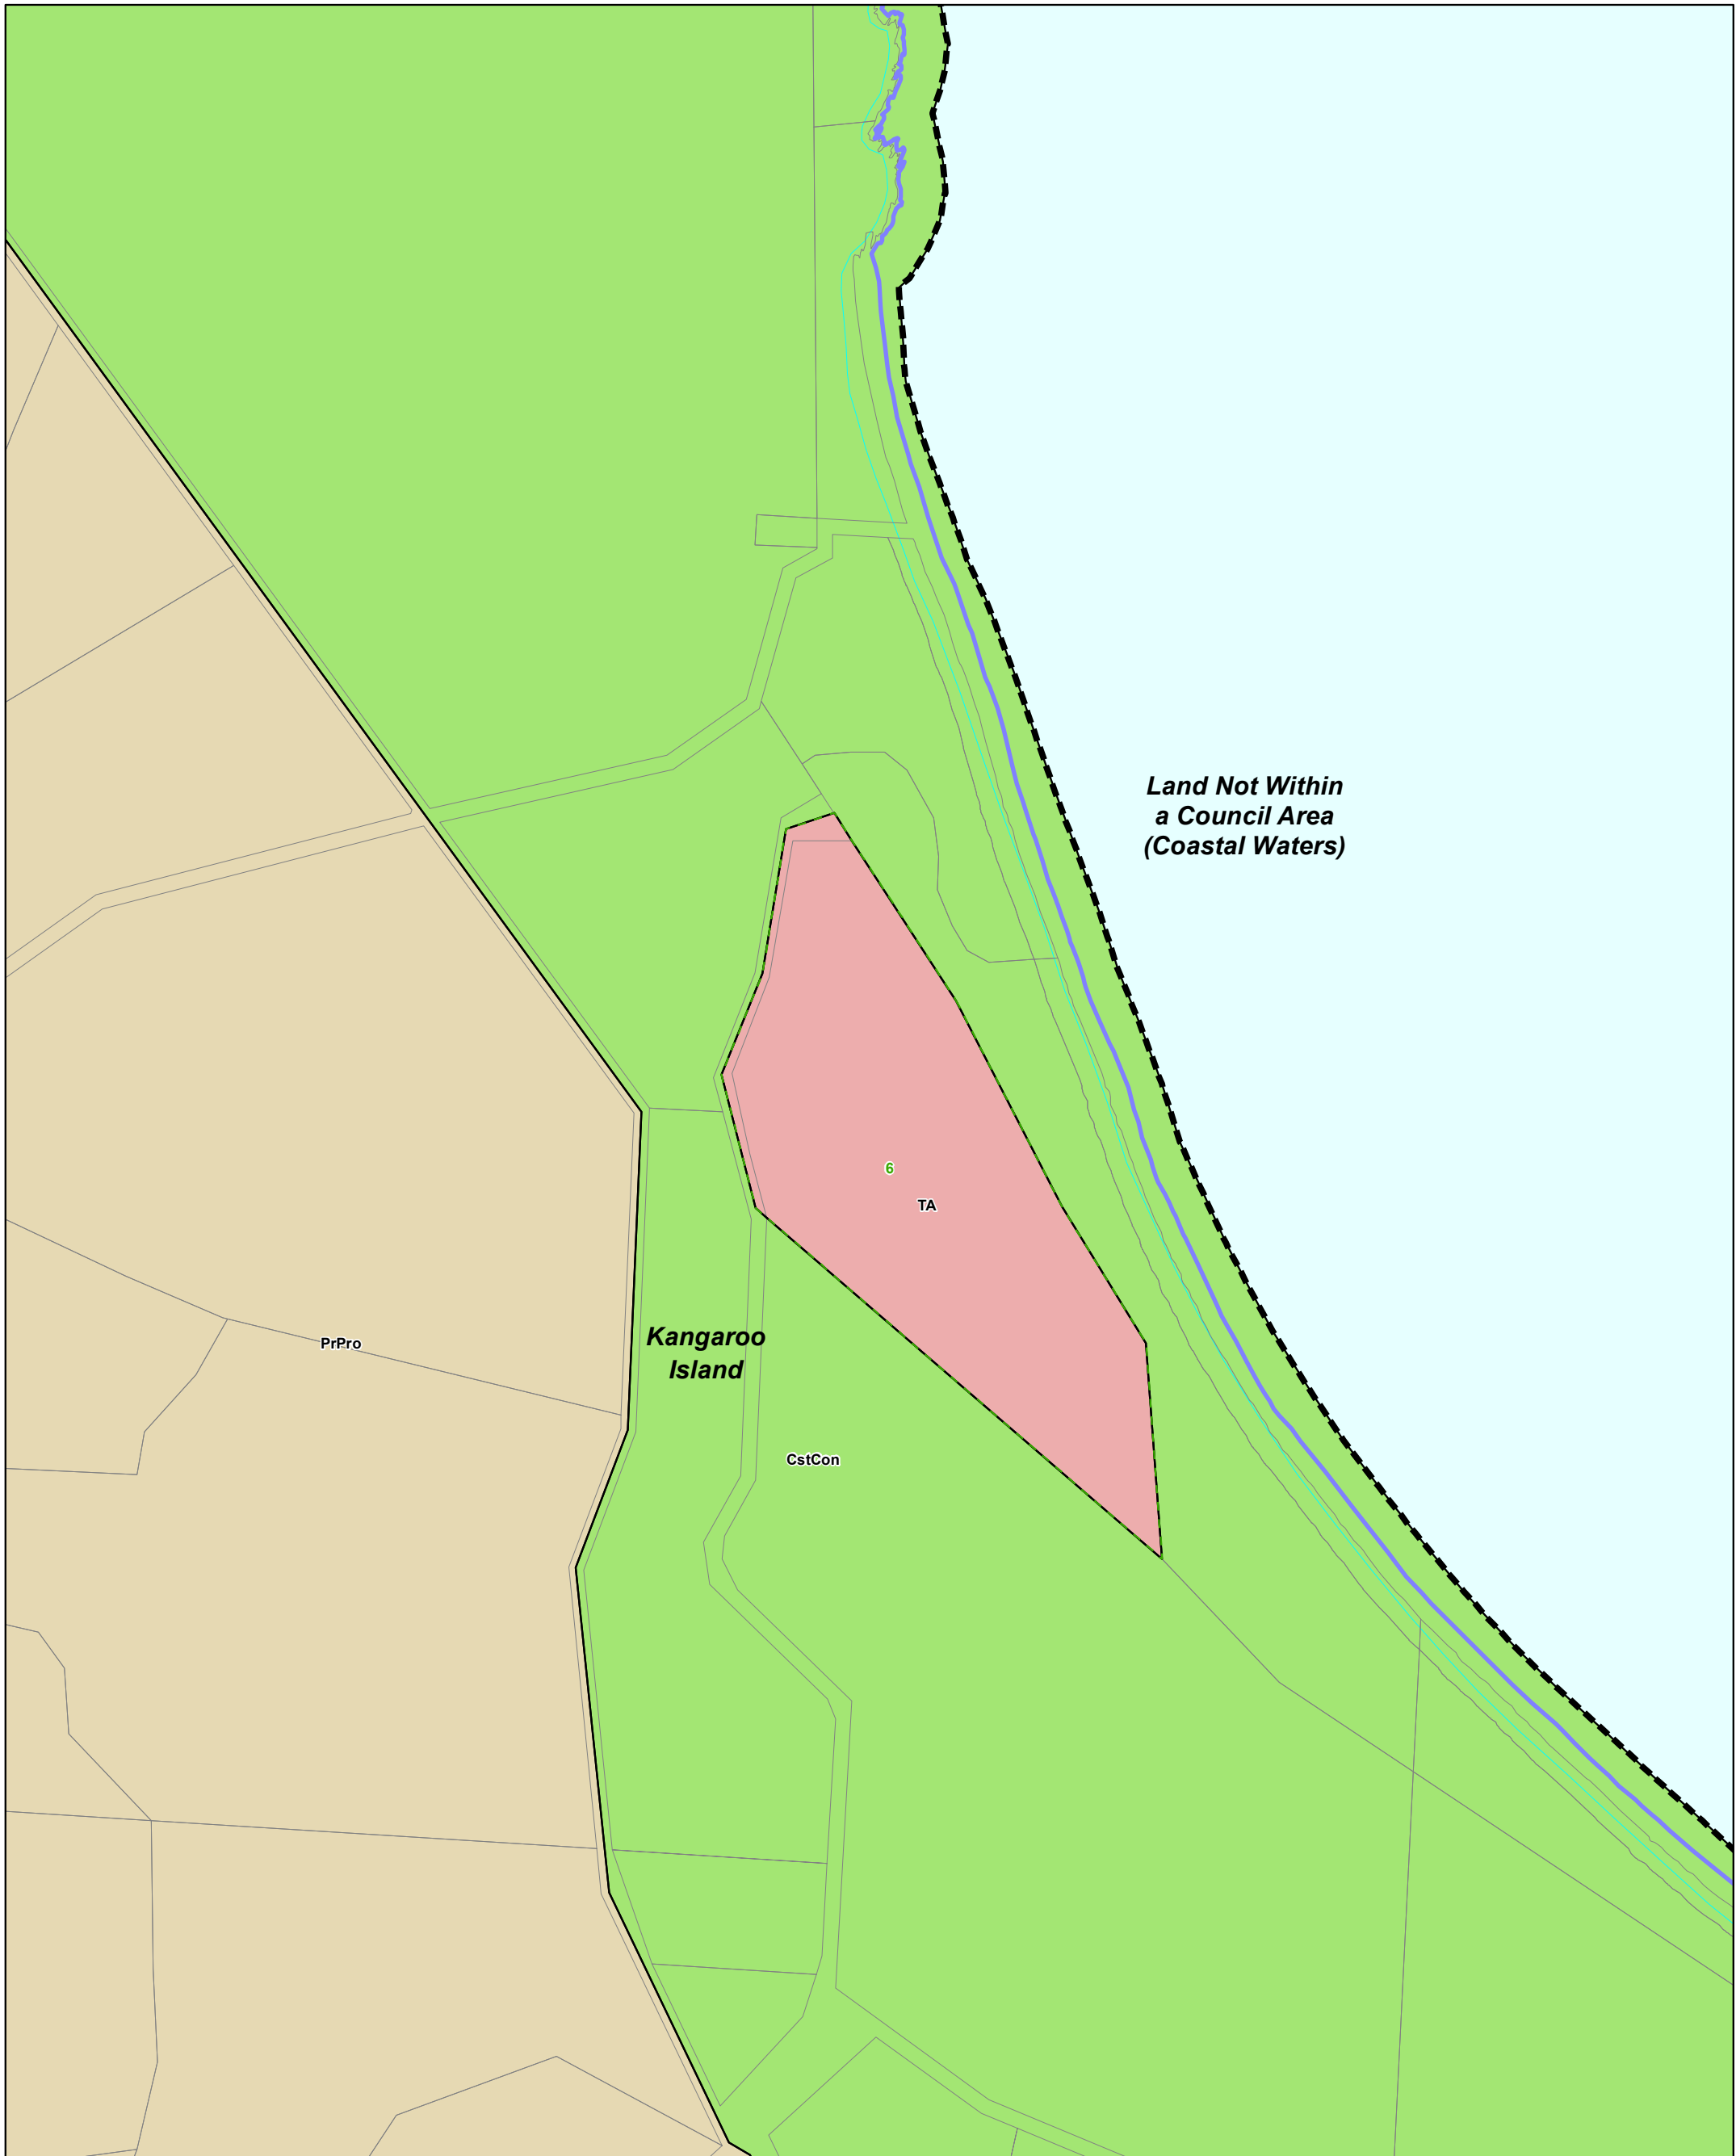 Land Not Within
a Council Area
(Coastal Waters)
6
TA
Kangaroo
Island
PrPro
CstCon